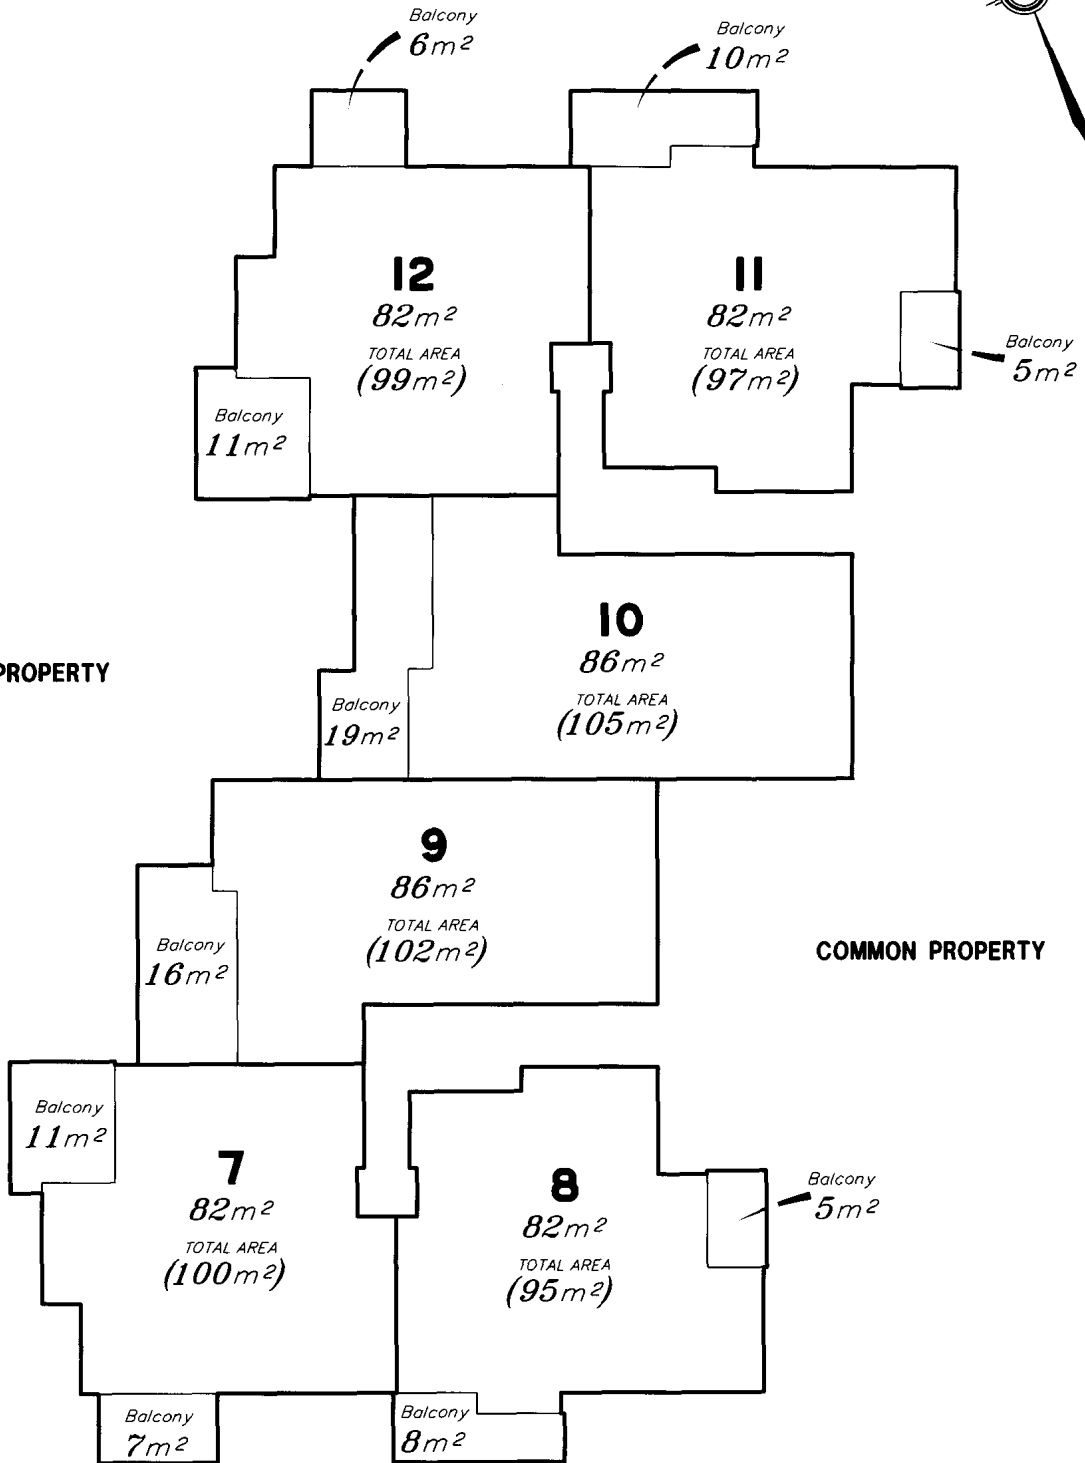 Balcony
6m²
Balcony
10m²
12
82m²
TOTAL AREA
(99m²)
11
82m²
TOTAL AREA
(97m²)
Balcony
5m²
Balcony
11m²
10
86m²
TOTAL AREA
(105m²)
PROPERTY
Balcony
19m²
9
86m²
TOTAL AREA
(102m²)
Balcony
16m²
COMMON PROPERTY
Balcony
11m²
7
82m²
TOTAL AREA
(100m²)
8
82m²
TOTAL AREA
(95m²)
Balcony
5m²
Balcony
7m²
Balcony
8m²